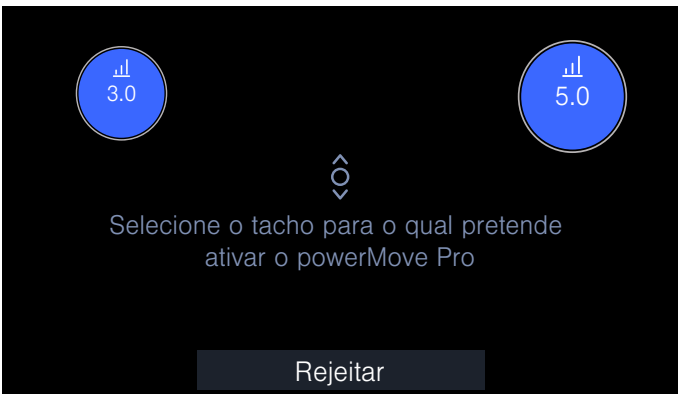 3.0
5.0
Selecione o tacho para o qual pretende
ativar o powerMove Pro
Rejeitar